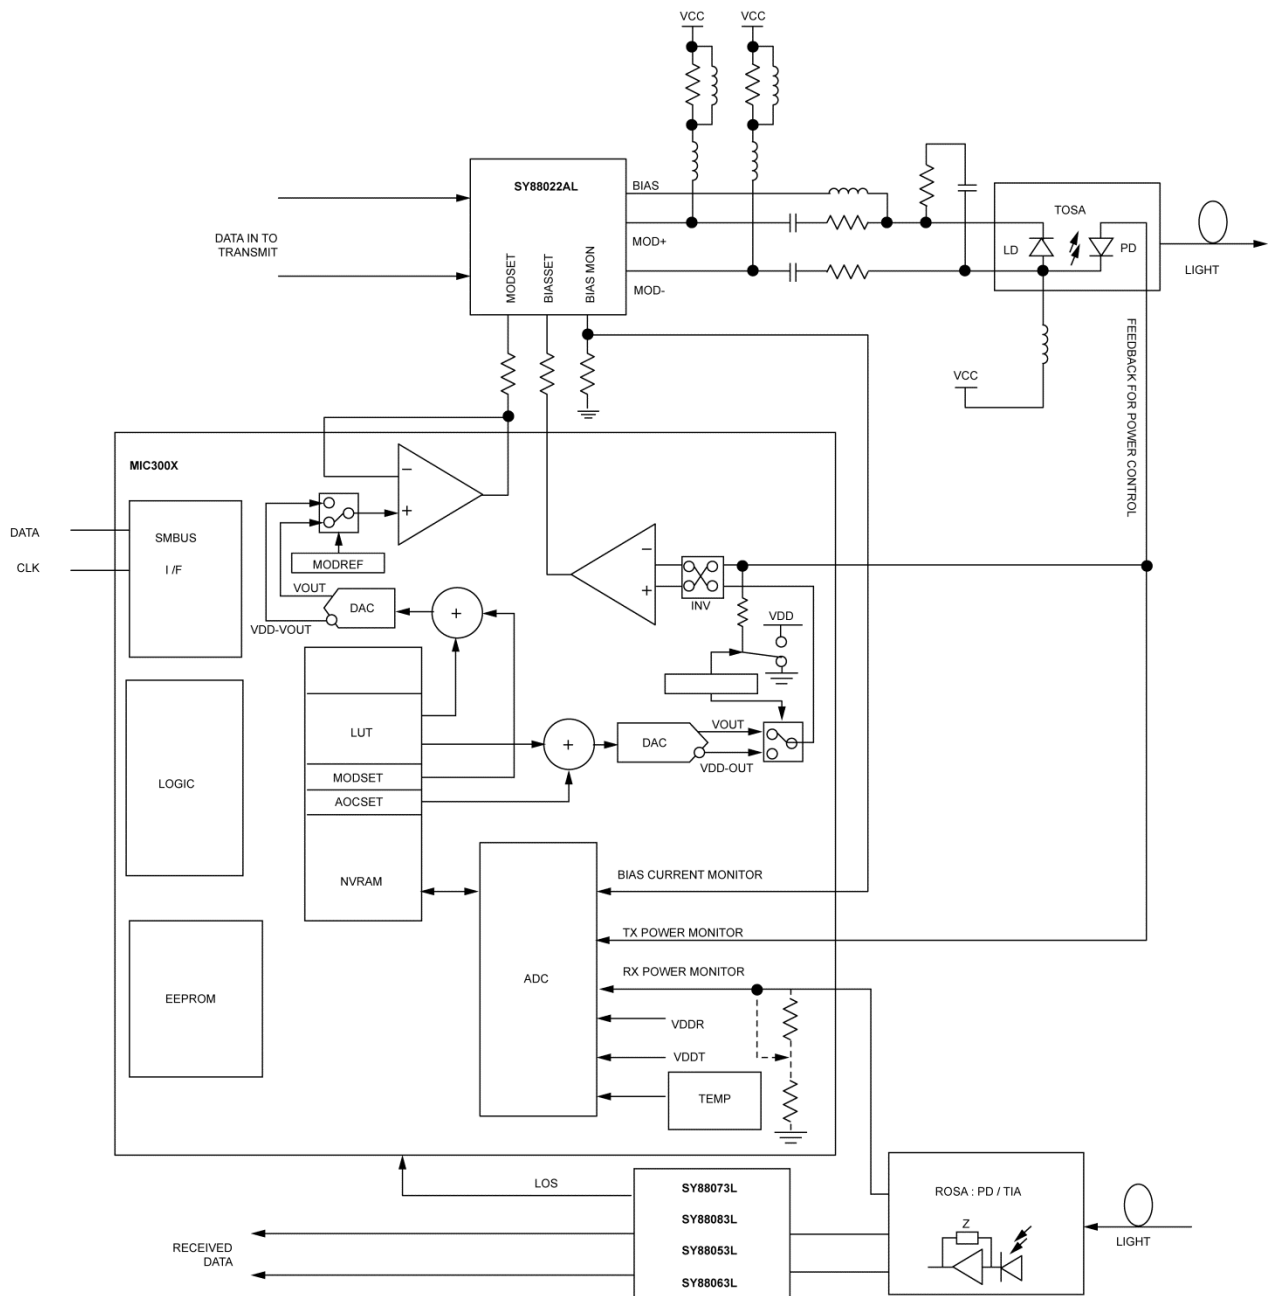 VCC
VCC
SY88022AL
BIAS
TOSA
DATA IN TO
TRANSMIT
MODSET
BIASSET
BIAS MON
MOD+
LD
PD
LIGHT
MOD-
FEEDBACK FOR POWER CONTROL
VCC
MIC300X
DATA
SMBUS
CLK
I /F
MODREF
VOUT
DAC
+
VDD-VOUT
−
+
−
+
INV
VDD
LUT
VOUT
+
DAC
VDD-OUT
MODSET
LOGIC
AOCSET
NVRAM
BIAS CURRENT MONITOR
TX POWER MONITOR
RX POWER MONITOR
ADC
EEPROM
VDDR
VDDT
TEMP
LOS
SY88073L
ROSA : PD / TIA
SY88083L
Z
RECEIVED
DATA
SY88053L
LIGHT
SY88063L